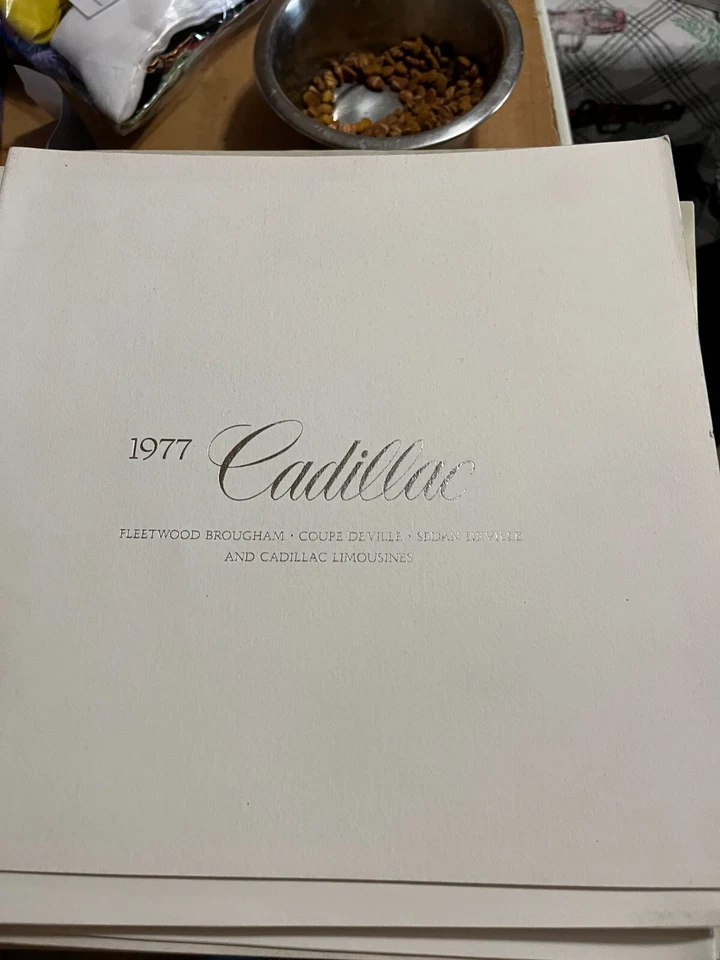 1977 Cadillac
FLEETWOOD BROUGHAM • COUPE DEVILLE • SEDAN DEVILLE
AND CADILLAC LIMOUSINES